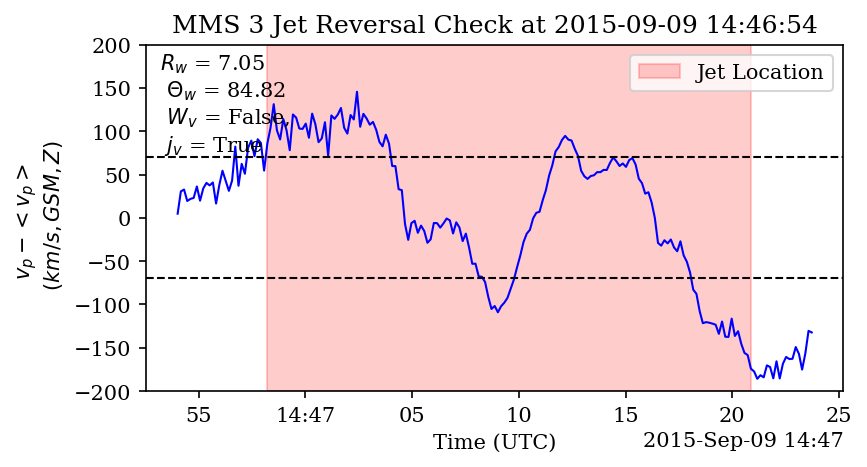 MMS 3 Jet Reversal Check at 2015-09-09 14:46:54
R_w = 7.05
Θ_w = 84.82
W_v = False,
j_v = True
Jet Location
v_p − < v_p >
(km/s, GSM, Z)
200
150
100
50
0
−50
−100
−150
−200
55
14:47
05
10
15
20
25
Time (UTC)
2015-Sep-09 14:47